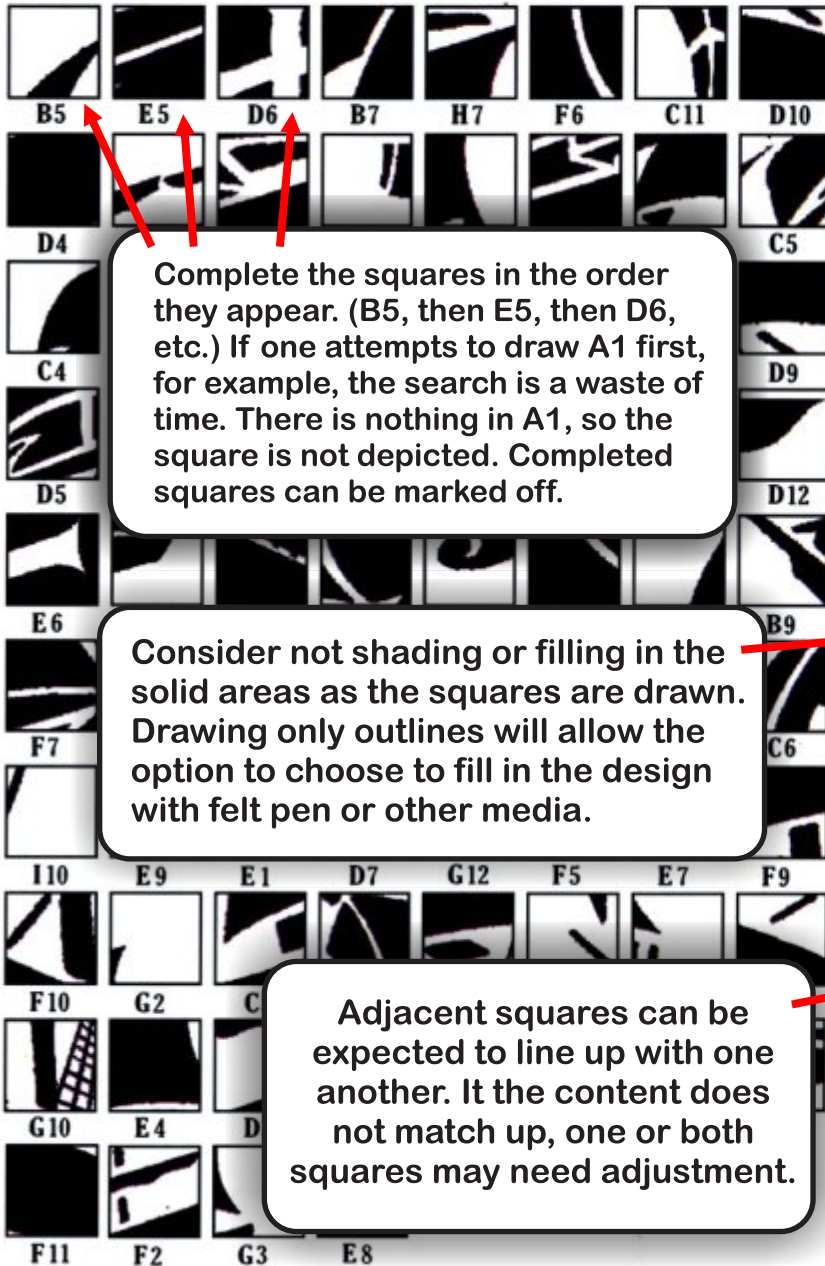 B5 E5 D6 B7 H7 F6 C11 D10
D4 C5
Complete the squares in the order
they appear. (B5, then E5, then D6,
etc.) If one attempts to draw A1 first,
for example, the search is a waste of
time. There is nothing in A1, so the
square is not depicted. Completed
squares can be marked off.
C4 D9
D5 D12
E6 B9
Consider not shading or filling in the
solid areas as the squares are drawn.
Drawing only outlines will allow the
option to choose to fill in the design
with felt pen or other media.
F7 C6
I10 E9 E1 D7 G12 F5 E7 F9
F10 G2 C
Adjacent squares can be
expected to line up with one
another. It the content does
not match up, one or both
squares may need adjustment.
G10 E4 D
F11 F2 G3 E8